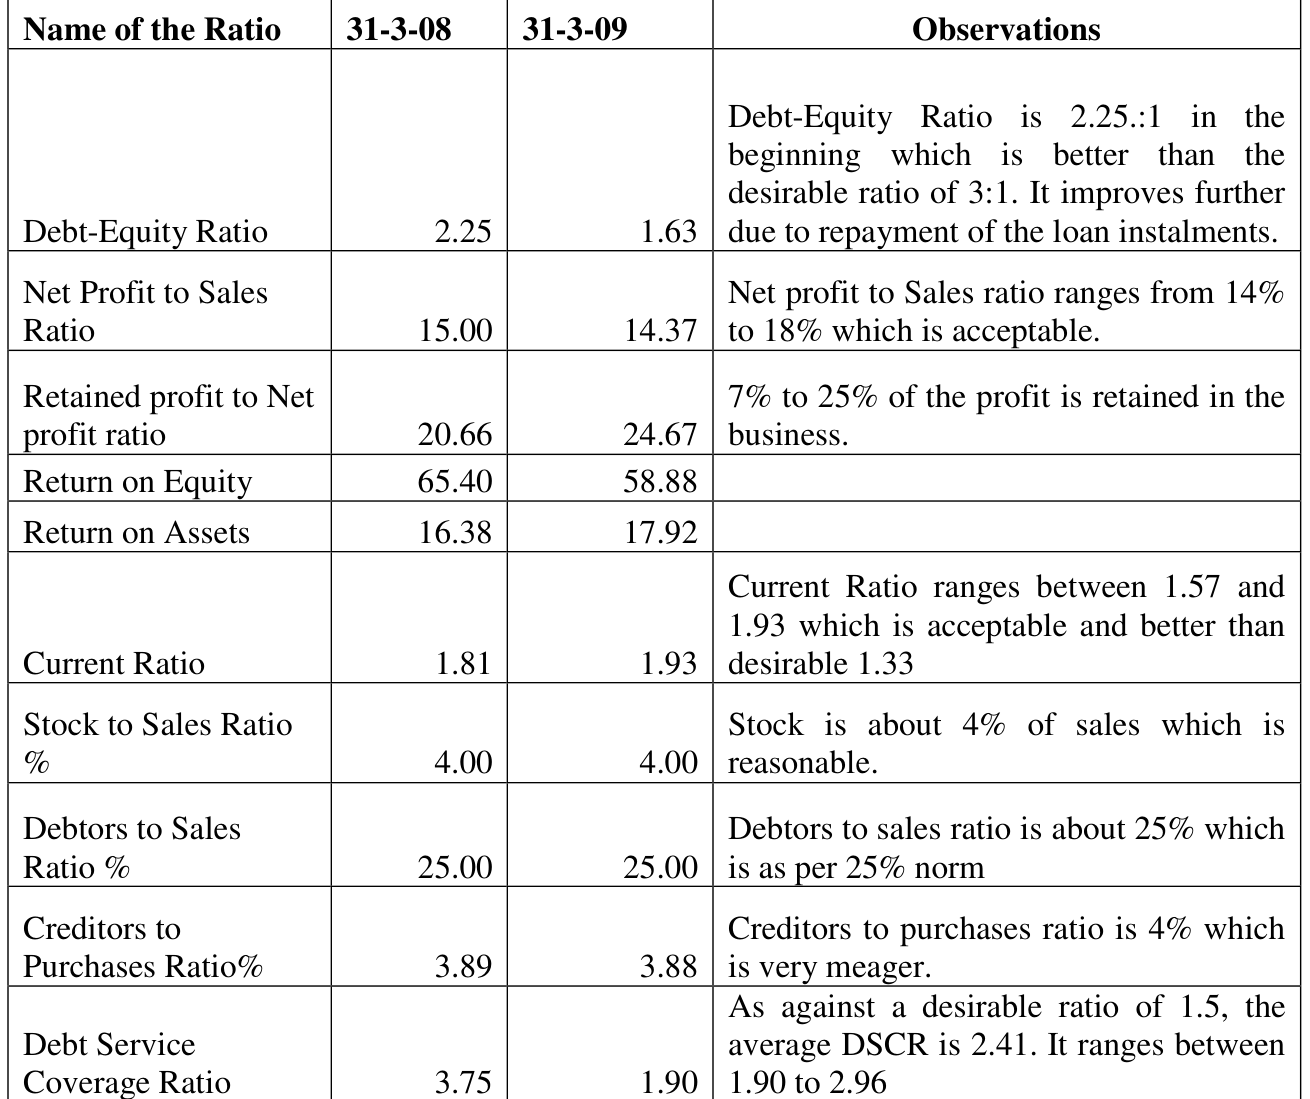 Name of the Ratio 31-3-08 31-3-09 Observations
Debt-Equity Ratio is 2.25.:1 in the
beginning which is better than the
desirable ratio of 3:1. It improves further
Debt-Equity Ratio 2.25 1.63 due to repayment of the loan instalments.
Net Profit to Sales Net profit to Sales ratio ranges from 14%
Ratio 15.00 14.37 to 18% which is acceptable.
Retained profit to Net 7% to 25% of the profit is retained in the
profit ratio 20.66 24.67 business.
Return on Equity 65.40 58.88
Return on Assets 16.38 17.92
Current Ratio ranges between 1.57 and
1.93 which is acceptable and better than
Current Ratio 1.81 1.93 desirable 1.33
Stock to Sales Ratio Stock is about 4% of sales which is
% 4.00 4.00 reasonable.
Debtors to Sales Debtors to sales ratio is about 25% which
Ratio % 25.00 25.00 is as per 25% norm
Creditors to Creditors to purchases ratio is 4% which
Purchases Ratio% 3.89 3.88 is very meager.
As against a desirable ratio of 1.5, the
Debt Service average DSCR is 2.41. It ranges between
Coverage Ratio 3.75 1.90 1.90 to 2.96